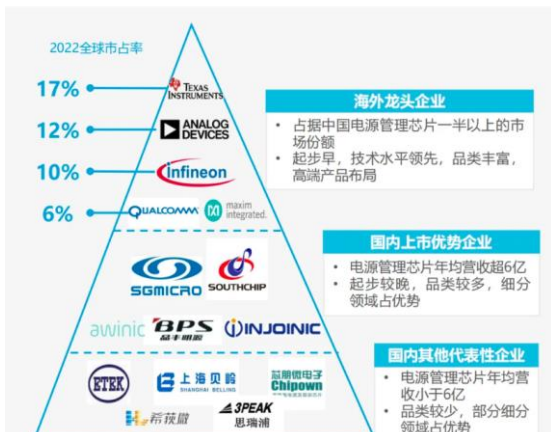 2022全球市占率
17%
TEXAS
INSTRUMENTS
12%
ANALOG
DEVICES
10%
infineon
6%
QUALCOMM
maxim
integrated.
海外龙头企业
• 占据中国电源管理芯片一半以上的市
场份额
• 起步早，技术水平领先，品类丰富，
高端产品布局
SGMICRO
SOUTHCHIP
awinic
BPS
晶丰明源
INJOINIC
国内上市优势企业
• 电源管理芯片年均营收超6亿
• 起步较晚，品类较多，细分
领域占优势
ETEK
上海贝岭
SHANGHAI BELLING
芯朋微电子
Chipown
希荻微
3PEAK
思瑞浦
国内其他代表性企业
• 电源管理芯片年均营
收小于6亿
• 品类较少，部分细分
领域占优势